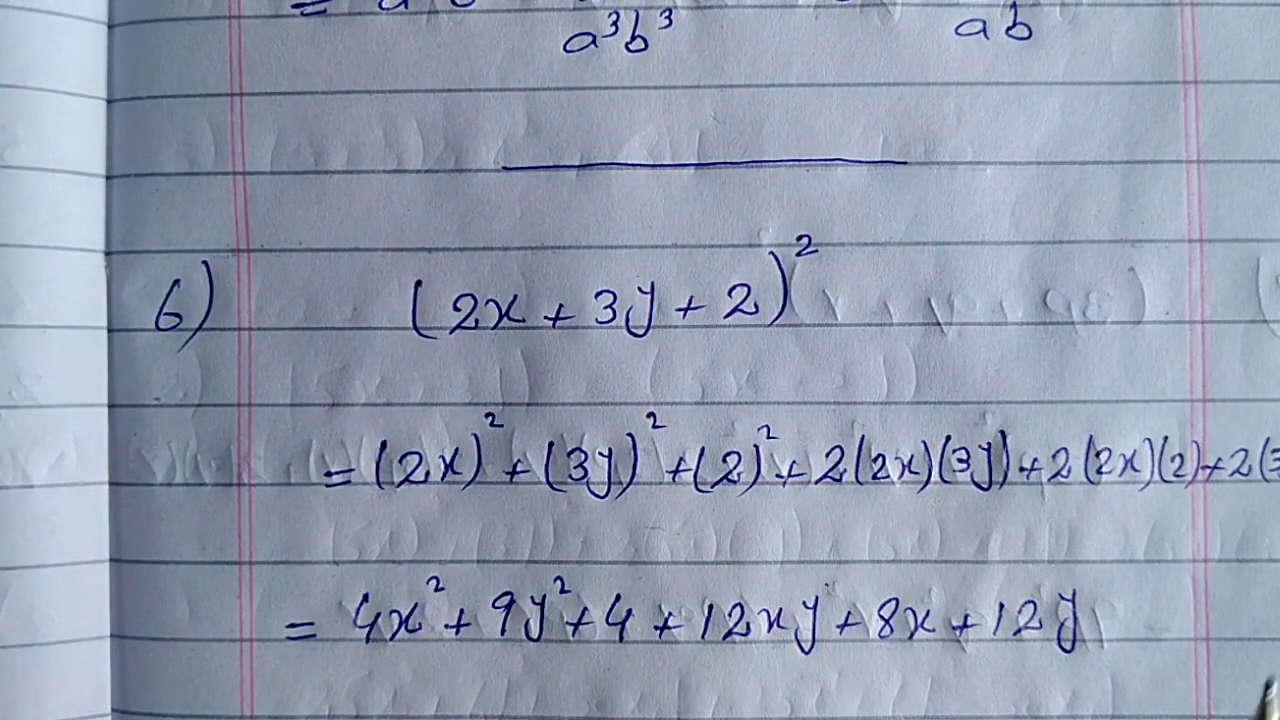 =
a³b³ ab
6) (2x + 3y + 2)²
= (2x)² + (3y)² + (2)² + 2(2x)(3y) + 2(2x)(2) + 2(3
= 4x² + 9y² + 4 + 12xy + 8x + 12y